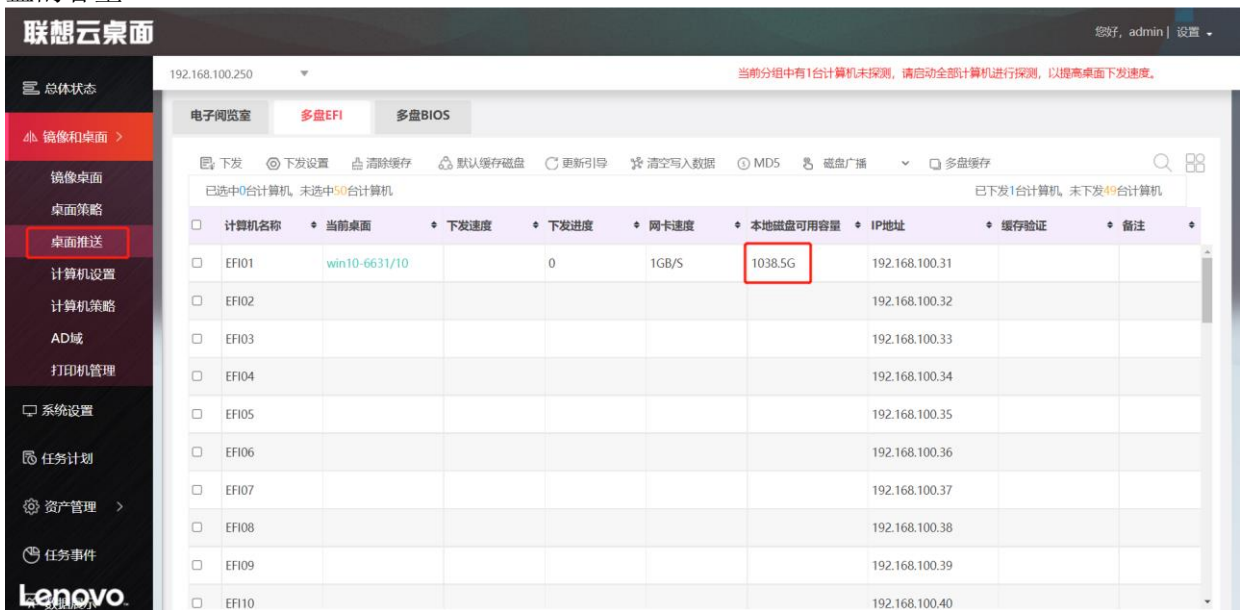 联想云桌面
您好，admin | 设置
总体状态
镜像和桌面 >
镜像桌面
桌面策略
桌面推送
计算机设置
计算机策略
AD域
打印机管理
系统设置
任务计划
资产管理 >
任务事件
Lenovo
192.168.100.250
当前分组中有1台计算机未探测，请启动全部计算机进行探测，以提高桌面下发速度。
电子阅览室 多盘EFI 多盘BIOS
下发 下发设置 清除缓存 默认缓存磁盘 更新引导 清空写入数据 MD5 磁盘广播 多盘缓存
已选中0台计算机，未选中50台计算机 已下发1台计算机，未下发49台计算机
计算机名称 当前桌面 下发速度 下发进度 网卡速度 本地磁盘可用容量 IP地址 缓存验证 备注
EFI01 win10-6631/10 0 1GB/S 1038.5G 192.168.100.31
EFI02 192.168.100.32
EFI03 192.168.100.33
EFI04 192.168.100.34
EFI05 192.168.100.35
EFI06 192.168.100.36
EFI07 192.168.100.37
EFI08 192.168.100.38
EFI09 192.168.100.39
EFI10 192.168.100.40